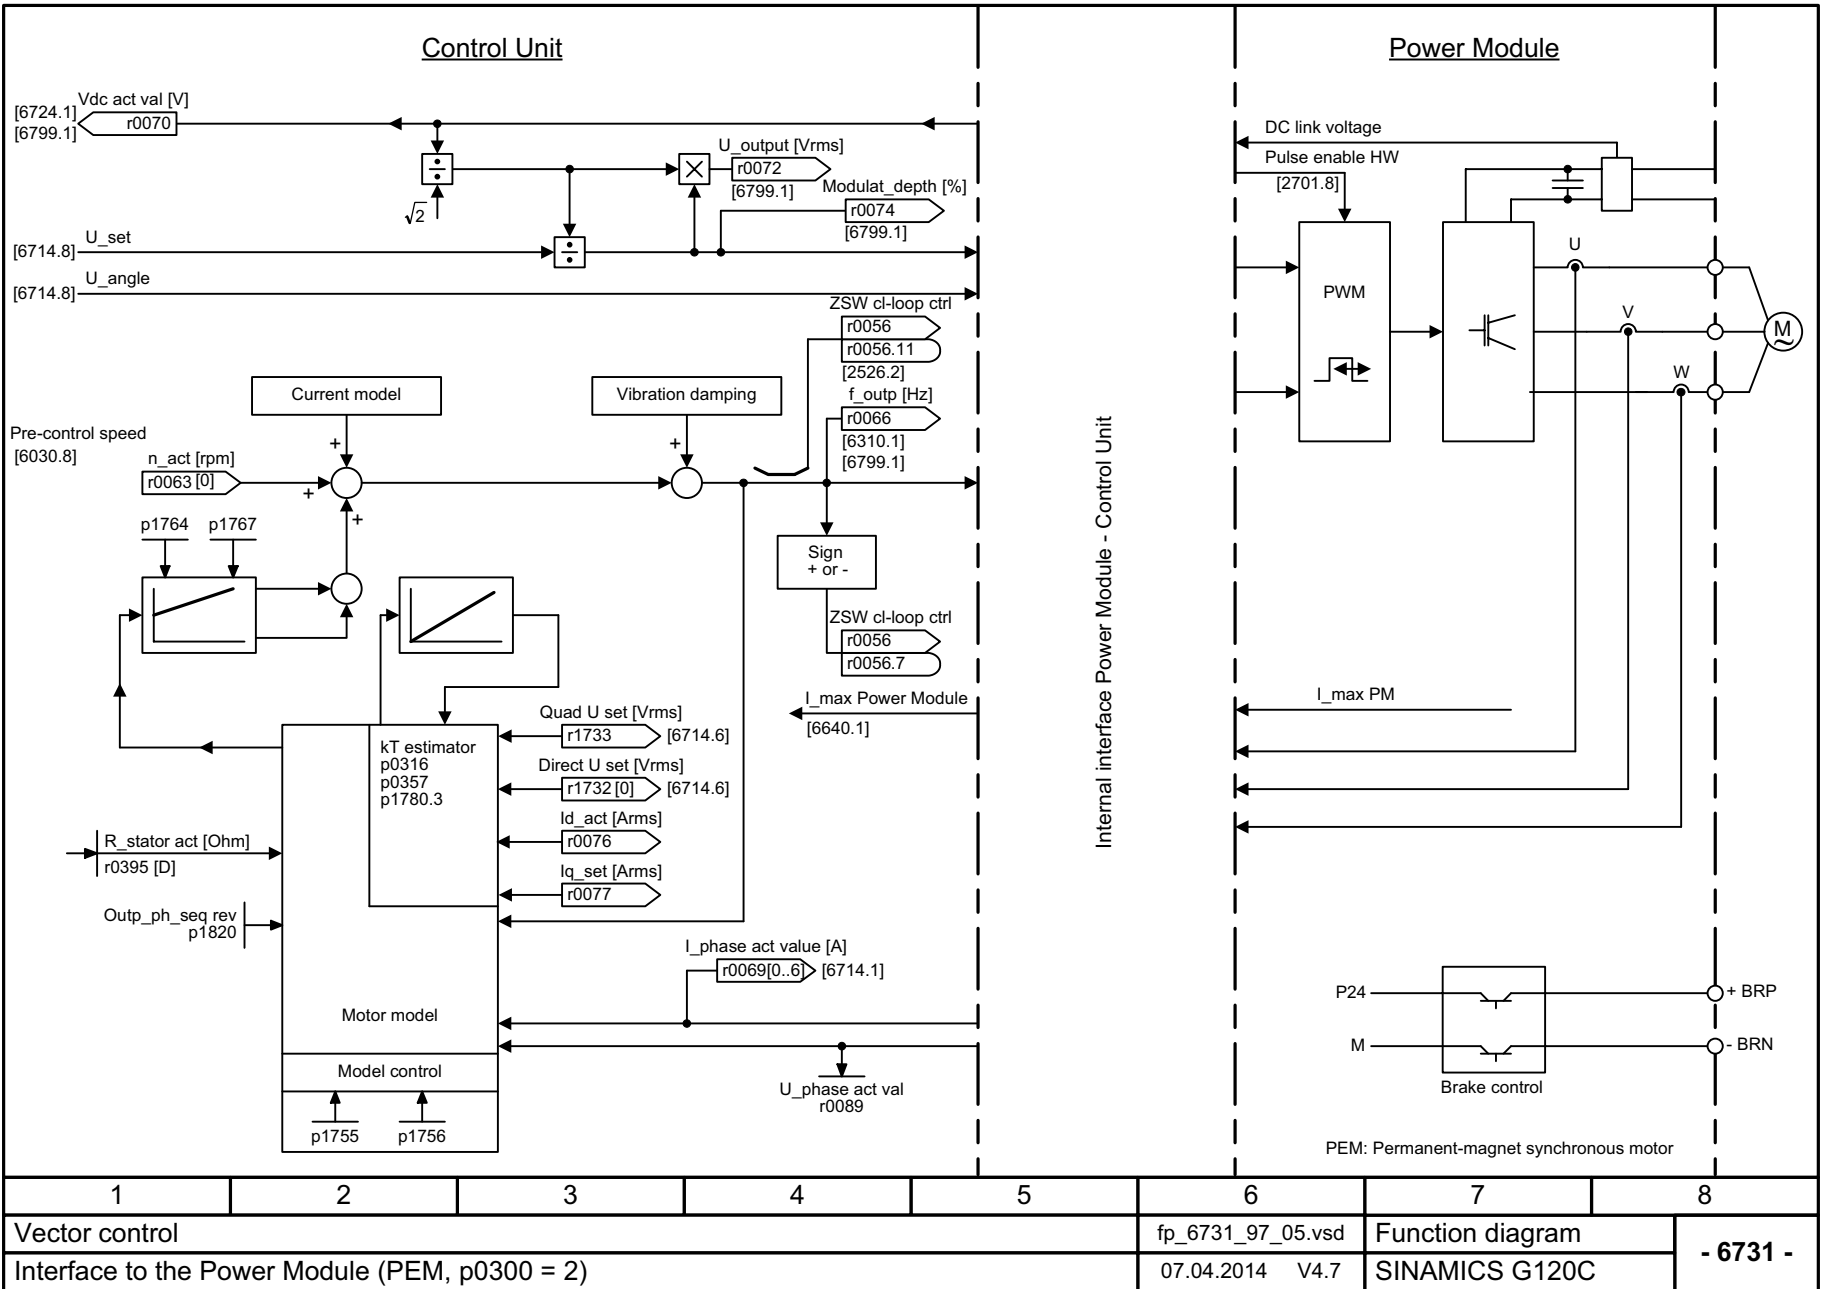 Control Unit
Power Module
Vdc act val [V]
[6724.1]
[6799.1]
r0070
÷
√2
U_output [Vrms]
r0072
[6799.1]
Modulat_depth [%]
r0074
[6799.1]
[6714.8]
U_set
÷
[6714.8]
U_angle
ZSW cl-loop ctrl
r0056
r0056.11
[2526.2]
f_outp [Hz]
r0066
[6310.1]
[6799.1]
Current model
Vibration damping
+
+
Pre-control speed
[6030.8]
n_act [rpm]
r0063 [0]
+
+
p1764
p1767
Sign
+ or -
ZSW cl-loop ctrl
r0056
r0056.7
I_max Power Module
[6640.1]
kT estimator
p0316
p0357
p1780.3
Quad U set [Vrms]
r1733
[6714.6]
Direct U set [Vrms]
r1732 [0]
[6714.6]
Id_act [Arms]
r0076
Iq_set [Arms]
r0077
R_stator act [Ohm]
r0395 [D]
Outp_ph_seq rev
p1820
I_phase act value [A]
r0069[0..6]
[6714.1]
Motor model
Model control
p1755
p1756
U_phase act val
r0089
Internal interface Power Module - Control Unit
DC link voltage
Pulse enable HW
[2701.8]
PWM
U
V
W
M
~
I_max PM
P24
M
+ BRP
- BRN
Brake control
PEM: Permanent-magnet synchronous motor
1 2 3 4 5 6 7 8
Vector control
fp_6731_97_05.vsd
Function diagram
- 6731 -
Interface to the Power Module (PEM, p0300 = 2)
07.04.2014 V4.7
SINAMICS G120C